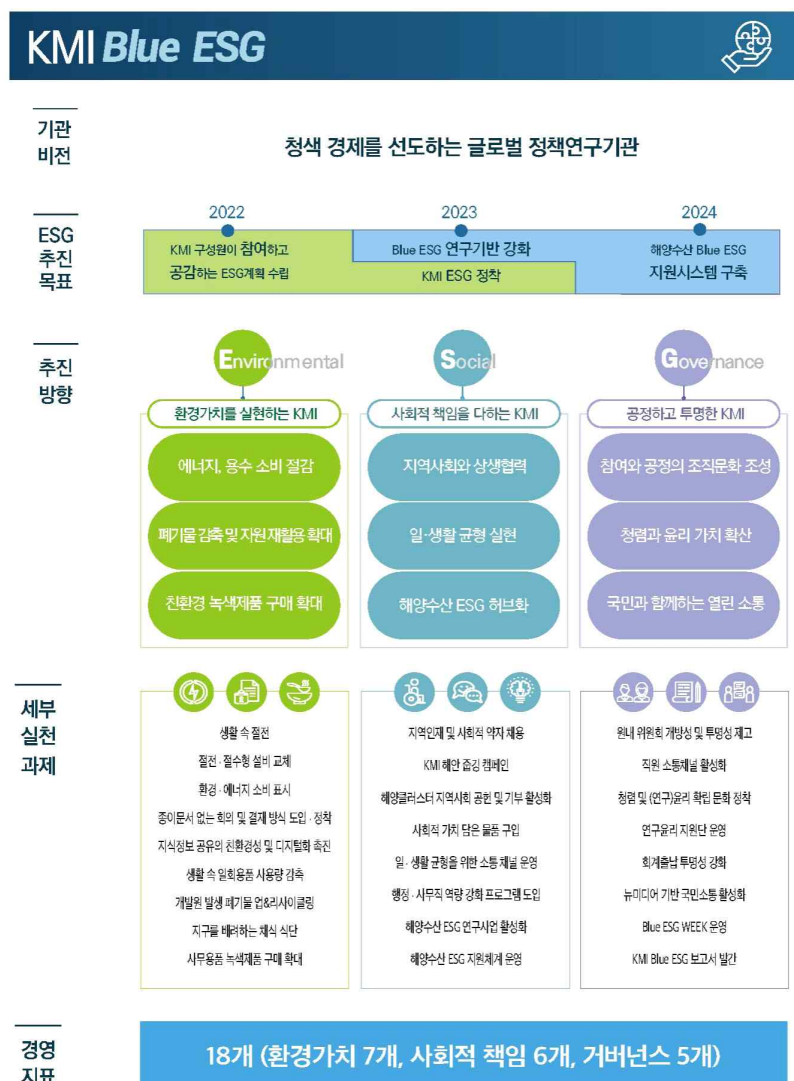 KMI Blue ESG
기관
비전
청색 경제를 선도하는 글로벌 정책연구기관
ESG
추진
목표
2022
2023
2024
KMI 구성원이 참여하고
공감하는 ESG계획 수립
Blue ESG 연구기반 강화
KMI ESG 정착
해양수산 Blue ESG
지원시스템 구축
추진
방향
Environmental
Social
Governance
환경가치를 실현하는 KMI
사회적 책임을 다하는 KMI
공정하고 투명한 KMI
에너지, 용수 소비 절감
지역사회와 상생협력
참여와 공정의 조직문화 조성
폐기물 감축 및 자원 재활용 확대
일·생활 균형 실현
청렴과 윤리 가치 확산
친환경 녹색제품 구매 확대
해양수산 ESG 허브화
국민과 함께하는 열린 소통
세부
실천
과제
생활 속 절전
절전·절수형 설비 교체
환경·에너지 소비 표시
종이문서 없는 회의 및 결재 방식 도입·정착
지식정보 공유의 친환경성 및 디지털화 촉진
생활 속 일회용품 사용량 감축
개발원 발생 폐기물 업&리사이클링
지구를 배려하는 채식 식단
사무용품 녹색제품 구매 확대
지역인재 및 사회적 약자 채용
KMI 해안 줍깅 캠페인
해양클러스터 지역사회 공헌 및 기부 활성화
사회적 가치 담은 물품 구입
일·생활 균형을 위한 소통 채널 운영
행정·사무직 역량 강화 프로그램 도입
해양수산 ESG 연구사업 활성화
해양수산 ESG 지원체계 운영
원내 위원회 개방성 및 투명성 제고
직원 소통채널 활성화
청렴 및 (연구)윤리 확립 문화 정착
연구윤리 지원단 운영
회계출납 투명성 강화
뉴미디어 기반 국민소통 활성화
Blue ESG WEEK 운영
KMI Blue ESG 보고서 발간
경영
지표
18개 (환경가치 7개, 사회적 책임 6개, 거버넌스 5개)